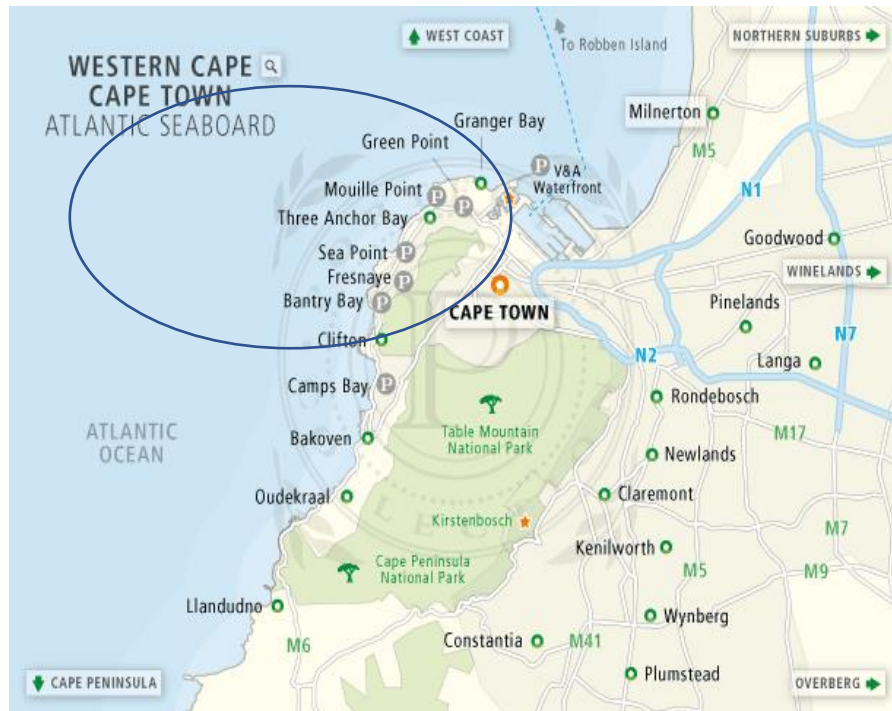 WEST COAST
To Robben Island
NORTHERN SUBURBS
WESTERN CAPE
CAPE TOWN
ATLANTIC SEABOARD
Milnerton
Granger Bay
Green Point
M5
V&A
Waterfront
Mouille Point
P
P
P
N1
Three Anchor Bay
Goodwood
Sea Point
P
WINELANDS
Fresnaye
P
Bantry Bay
P
Pinelands
CAPE TOWN
Clifton
N2
N7
Langa
Camps Bay
P
Rondebosch
ATLANTIC
OCEAN
Bakoven
Table Mountain
National Park
M17
Newlands
Oudekraal
Claremont
Kirstenbosch
M7
Kenilworth
Cape Peninsula
National Park
M5
M9
Llandudno
Wynberg
M6
Constantia
M41
Plumstead
CAPE PENINSULA
OVERBERG